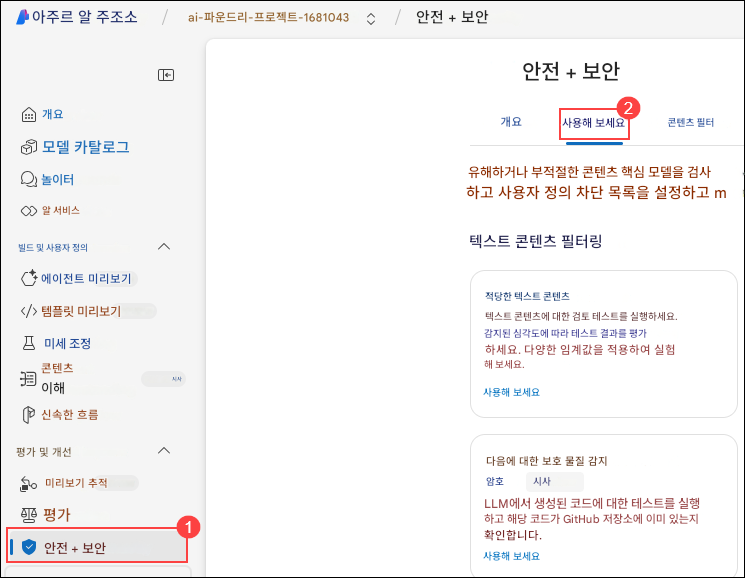 아주르 알 주조소 / ai-파운드리-프로젝트-1681043 / 안전 + 보안
개요
모델 카탈로그
놀이터
알 서비스
빌드 및 사용자 정의
에이전트 미리보기
템플릿 미리보기
미세 조정
콘텐츠
이해
시사
신속한 흐름
평가 및 개선
미리보기 추적
평가
1
안전 + 보안
안전 + 보안
2
개요
사용해 보세요
콘텐츠 필터
유해하거나 부적절한 콘텐츠 핵심 모델을 검사
하고 사용자 정의 차단 목록을 설정하고 m
텍스트 콘텐츠 필터링
적당한 텍스트 콘텐츠
텍스트 콘텐츠에 대한 검토 테스트를 실행하세요.
감지된 심각도에 따라 테스트 결과를 평가
하세요. 다양한 임계값을 적용하여 실험
해 보세요.
사용해 보세요
다음에 대한 보호 물질 감지
암호 시사
LLM에서 생성된 코드에 대한 테스트를 실행
하고 해당 코드가 GitHub 저장소에 이미 있는지
확인합니다.
사용해 보세요